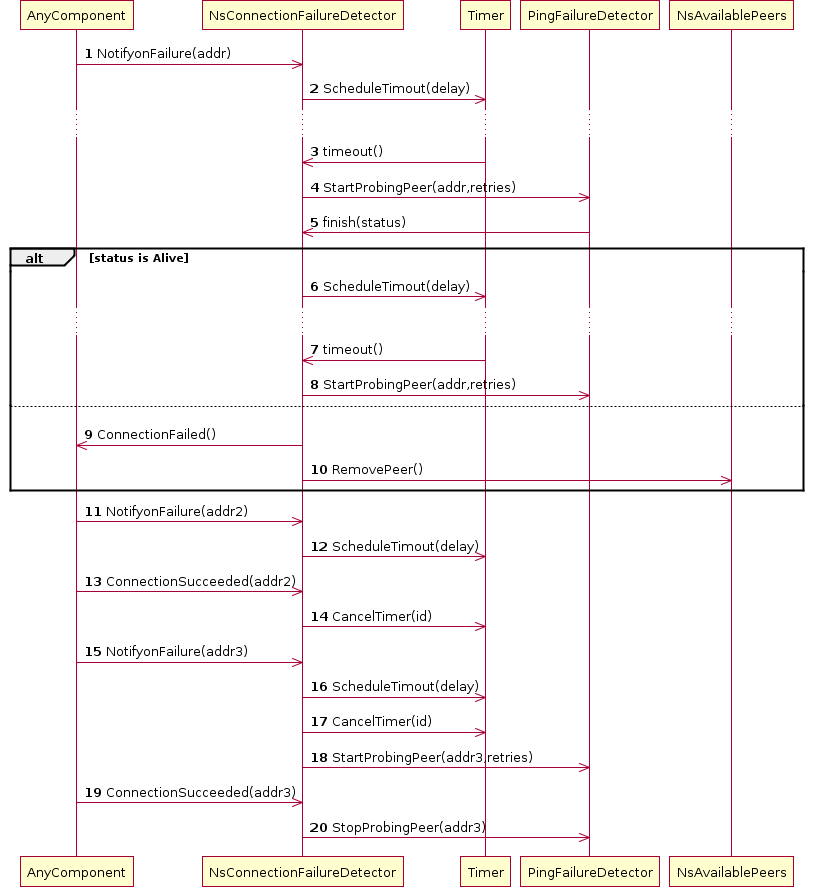 AnyComponent NsConnectionFailureDetector Timer PingFailureDetector NsAvailablePeers
1 NotifyonFailure(addr)
2 ScheduleTimout(delay)
3 timeout()
4 StartProbingPeer(addr,retries)
5 finish(status)
alt [status is Alive]
6 ScheduleTimout(delay)
7 timeout()
8 StartProbingPeer(addr,retries)
9 ConnectionFailed()
10 RemovePeer()
11 NotifyonFailure(addr2)
12 ScheduleTimout(delay)
13 ConnectionSucceeded(addr2)
14 CancelTimer(id)
15 NotifyonFailure(addr3)
16 ScheduleTimout(delay)
17 CancelTimer(id)
18 StartProbingPeer(addr3,retries)
19 ConnectionSucceeded(addr3)
20 StopProbingPeer(addr3)
AnyComponent NsConnectionFailureDetector Timer PingFailureDetector NsAvailablePeers